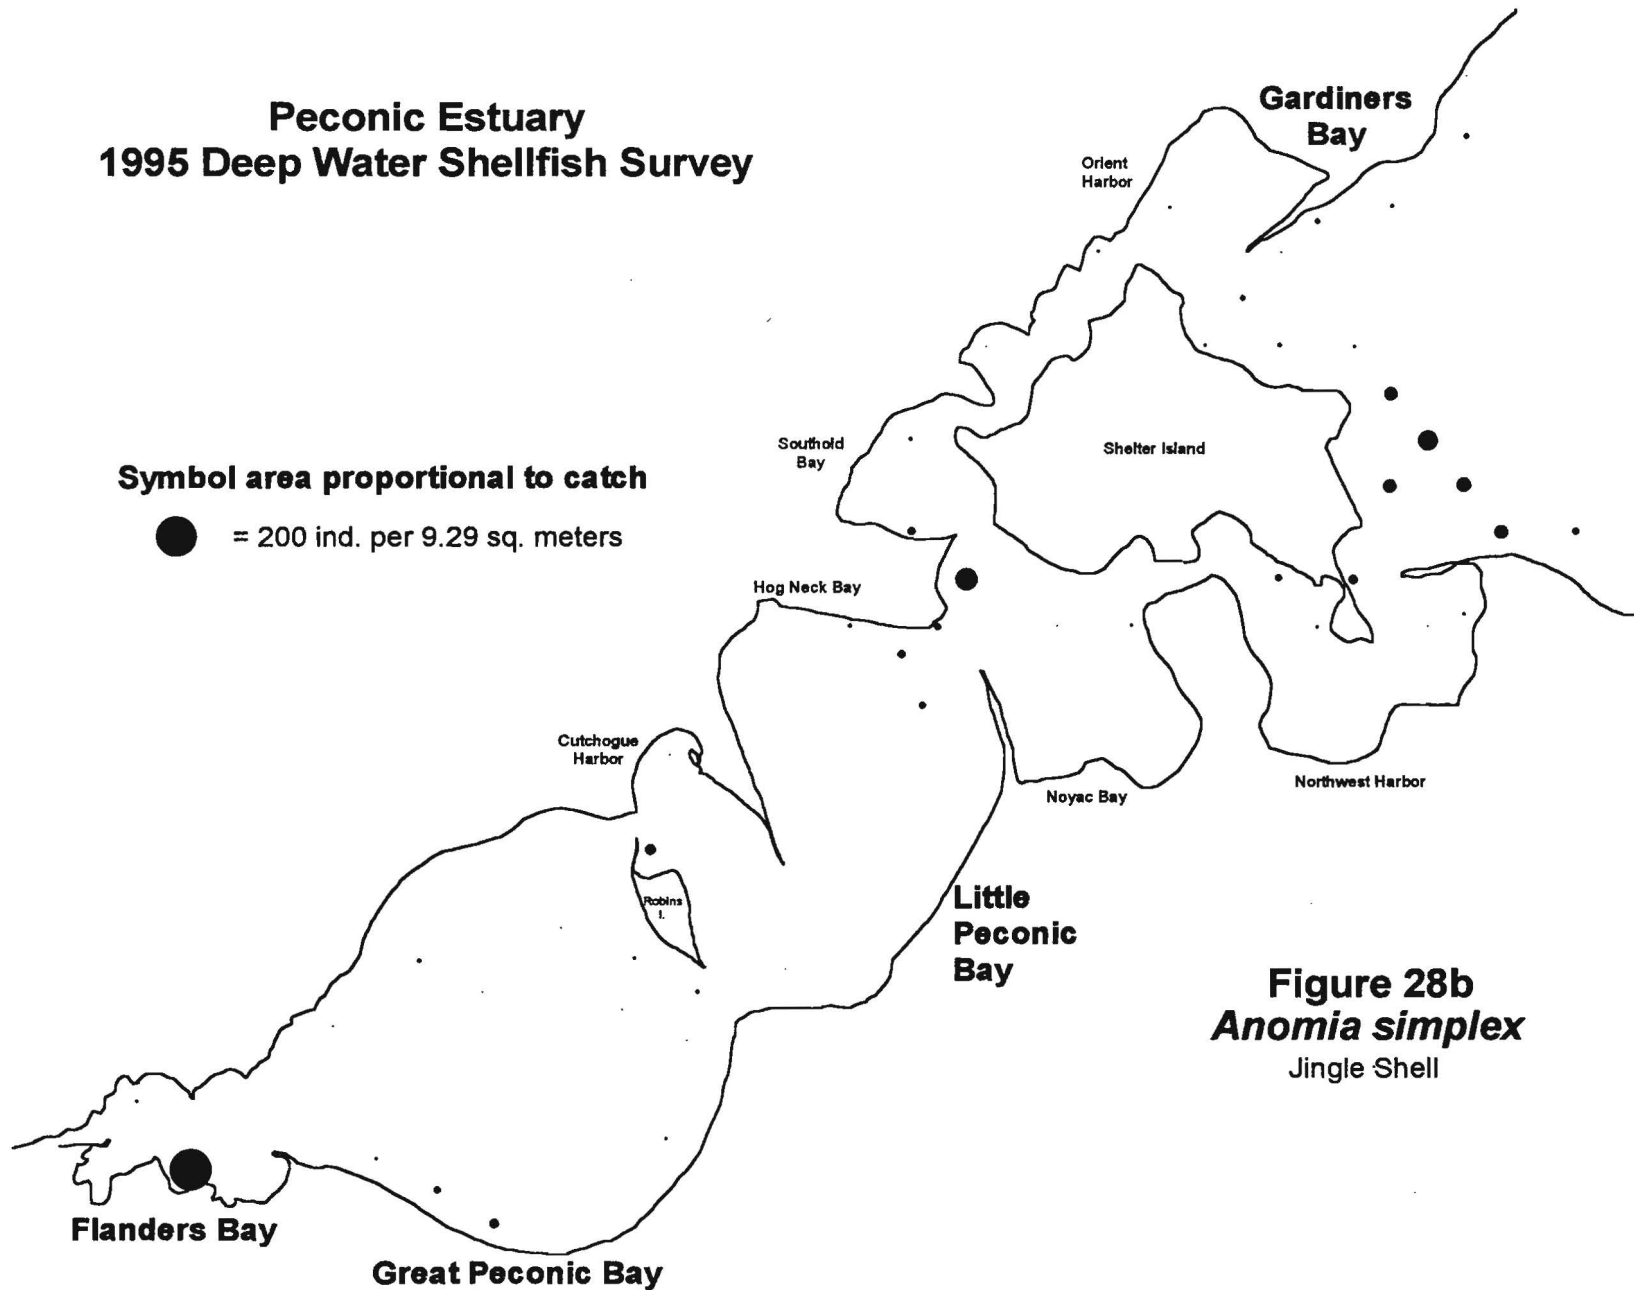 Peconic Estuary
1995 Deep Water Shellfish Survey
Gardiners
Bay
Orient
Harbor
Southold
Bay
Shelter Island
Symbol area proportional to catch
= 200 ind. per 9.29 sq. meters
Hog Neck Bay
Cutchogue
Harbor
Noyac Bay
Northwest Harbor
Robins
I.
Little
Peconic
Bay
Figure 28b
Anomia simplex
Jingle Shell
Flanders Bay
Great Peconic Bay